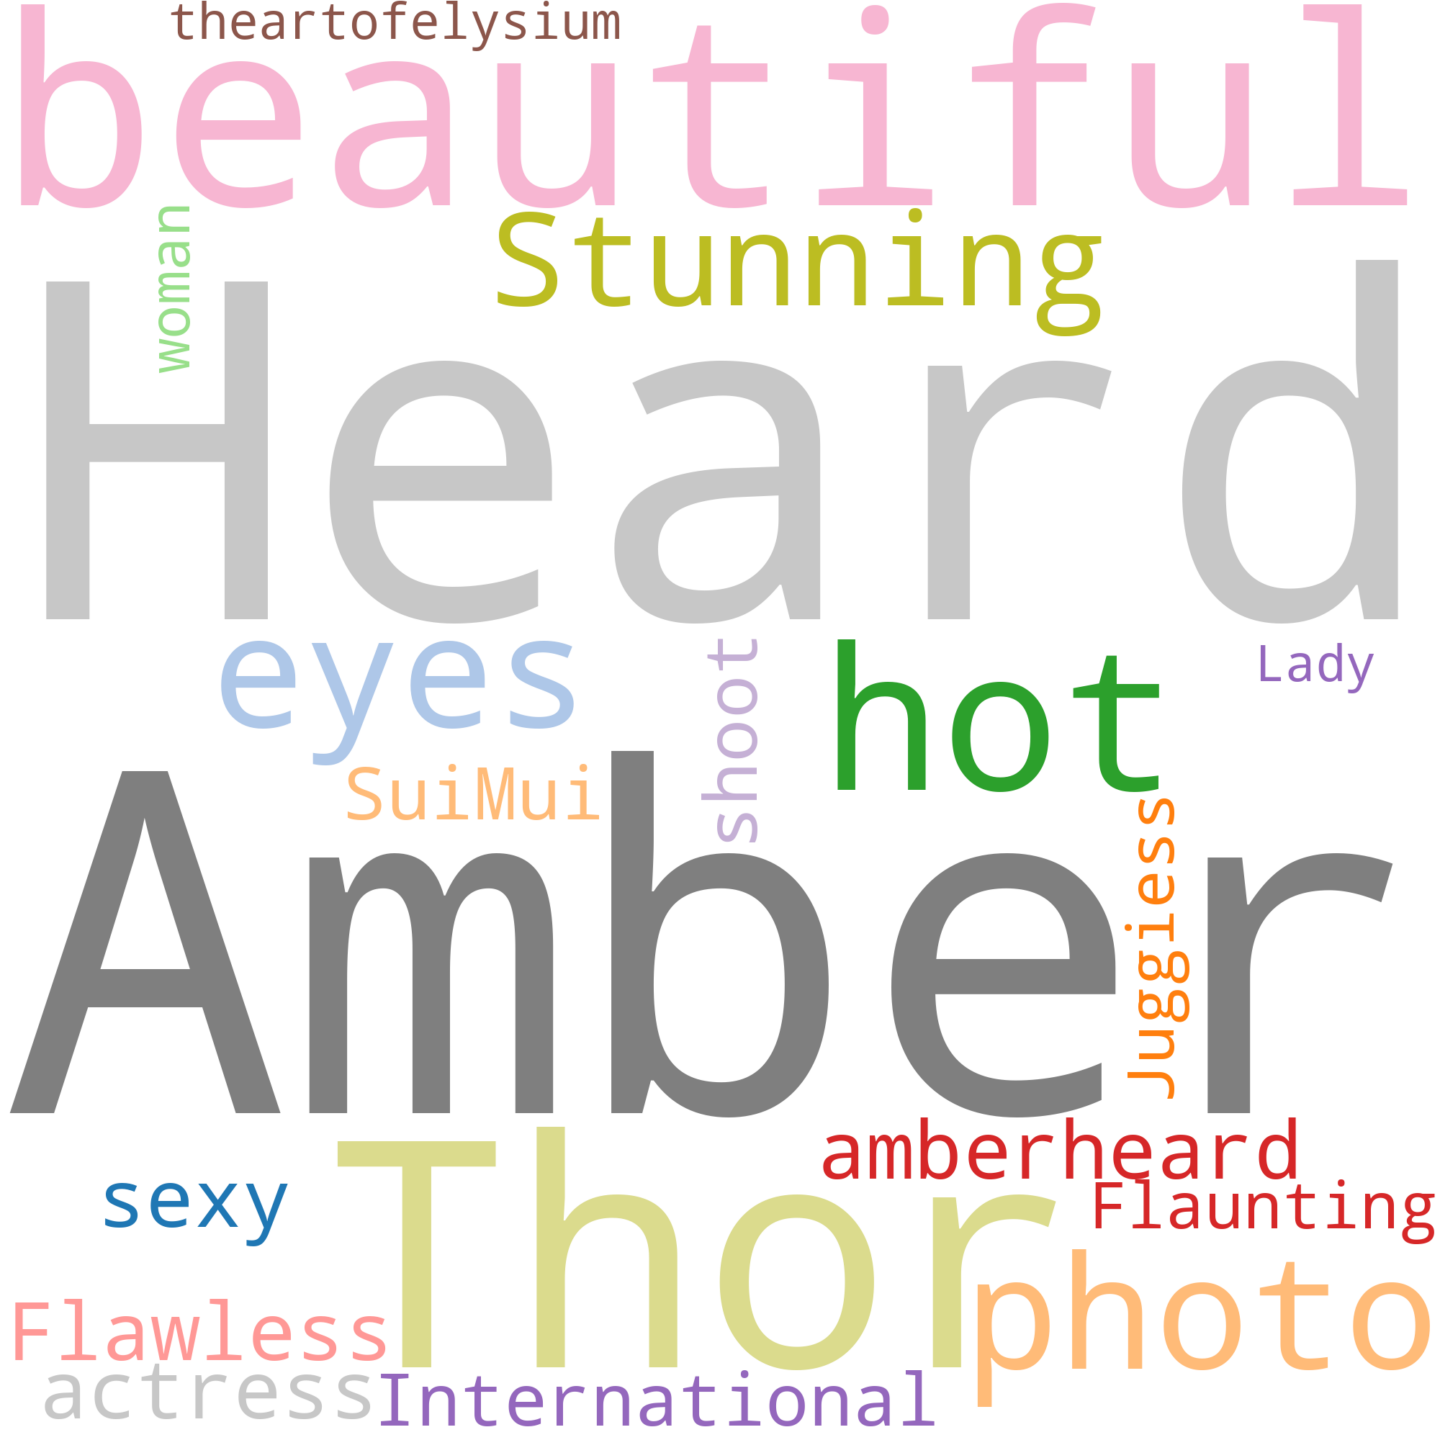 theartofelysium
beautiful
woman
Stunning
Heard
eyes
shoot
hot
Lady
SuiMui
Amber
Juggiess
Thor
amberheard
sexy
Flaunting
photo
Flawless
actress
International